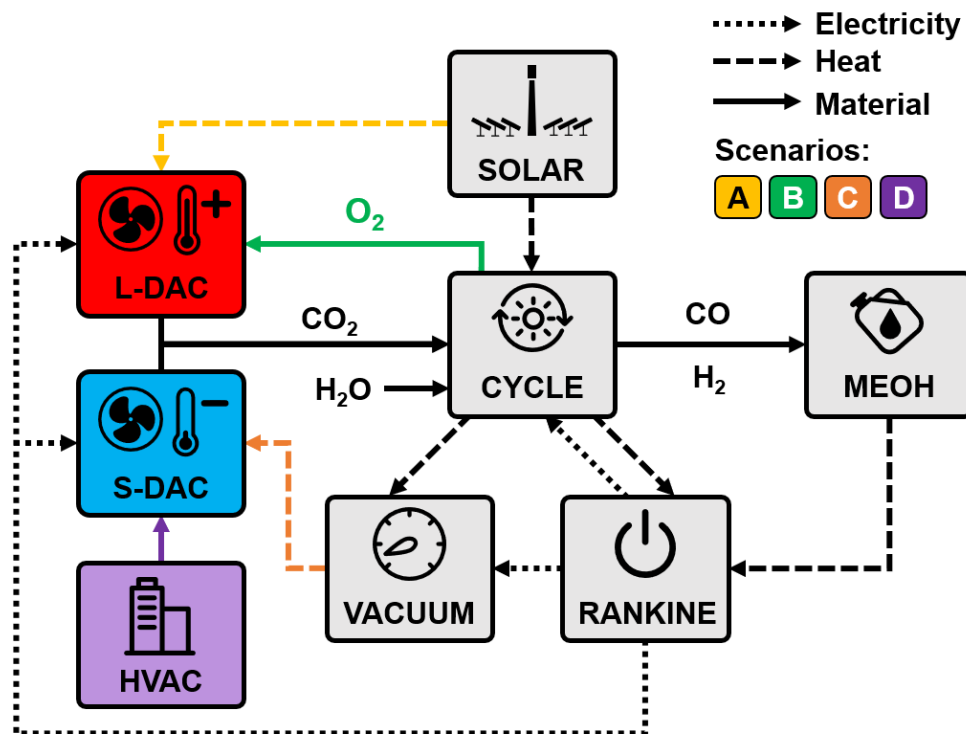 Electricity
Heat
Material
Scenarios:
A B C D
SOLAR
O₂
L-DAC
CO₂
CO
H₂O
CYCLE
H₂
MEOH
S-DAC
VACUUM
RANKINE
HVAC